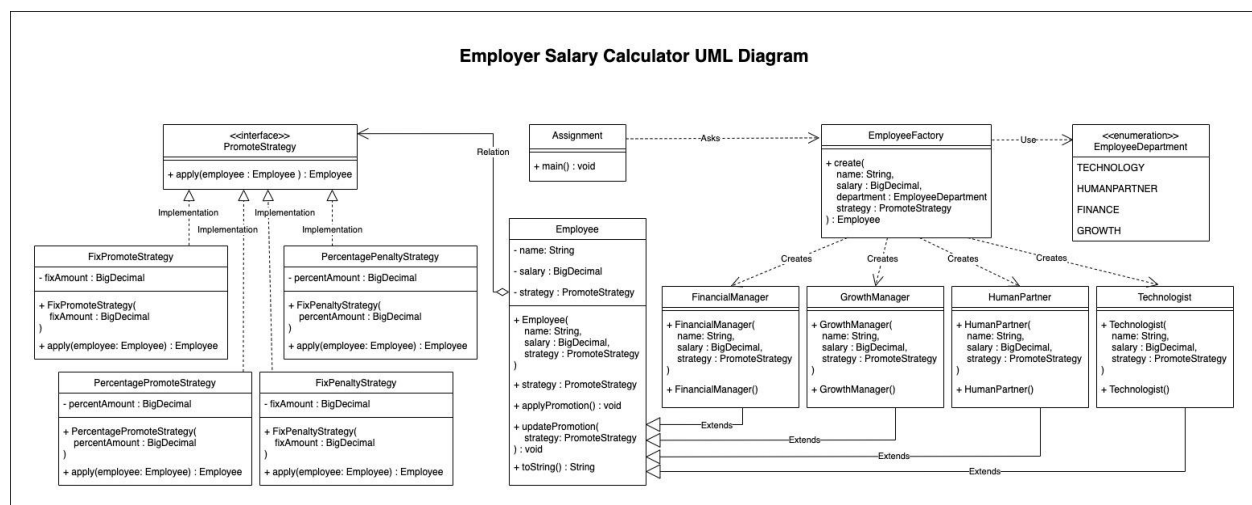 Employer Salary Calculator UML Diagram
<<interface>>
PromoteStrategy
+ apply(employee : Employee ) : Employee
Relation
Assignment
+ main() : void
Asks
EmployeeFactory
+ create(
name: String,
salary : BigDecimal,
department : EmployeeDepartment
strategy : PromoteStrategy
) : Employee
Use
<<enumeration>>
EmployeeDepartment
TECHNOLOGY
HUMANPARTNER
FINANCE
GROWTH
Implementation
Implementation
Implementation
Implementation
FixPromoteStrategy
- fixAmount : BigDecimal
+ FixPromoteStrategy(
fixAmount : BigDecimal
)
+ apply(employee: Employee) : Employee
PercentagePenaltyStrategy
- percentAmount : BigDecimal
+ FixPenaltyStrategy(
percentAmount : BigDecimal
)
+ apply(employee: Employee) : Employee
PercentagePromoteStrategy
- percentAmount : BigDecimal
+ PercentagePromoteStrategy(
percentAmount : BigDecimal
)
+ apply(employee: Employee) : Employee
FixPenaltyStrategy
- fixAmount : BigDecimal
+ FixPenaltyStrategy(
fixAmount : BigDecimal
)
+ apply(employee: Employee) : Employee
Employee
- name: String
- salary : BigDecimal
- strategy : PromoteStrategy
+ Employee(
name: String,
salary : BigDecimal,
strategy : PromoteStrategy
)
+ strategy : PromoteStrategy
+ applyPromotion() : void
+ updatePromotion(
strategy: PromoteStrategy
) : void
+ toString() : String
Creates
Creates
Creates
Creates
FinancialManager
+ FinancialManager(
name: String,
salary : BigDecimal,
strategy : PromoteStrategy
)
+ FinancialManager()
GrowthManager
+ GrowthManager(
name: String,
salary : BigDecimal,
strategy : PromoteStrategy
)
+ GrowthManager()
HumanPartner
+ HumanPartner(
name: String,
salary : BigDecimal,
strategy : PromoteStrategy
)
+ HumanPartner()
Technologist
+ Technologist(
name: String,
salary : BigDecimal,
strategy : PromoteStrategy
)
+ Technologist()
Extends
Extends
Extends
Extends